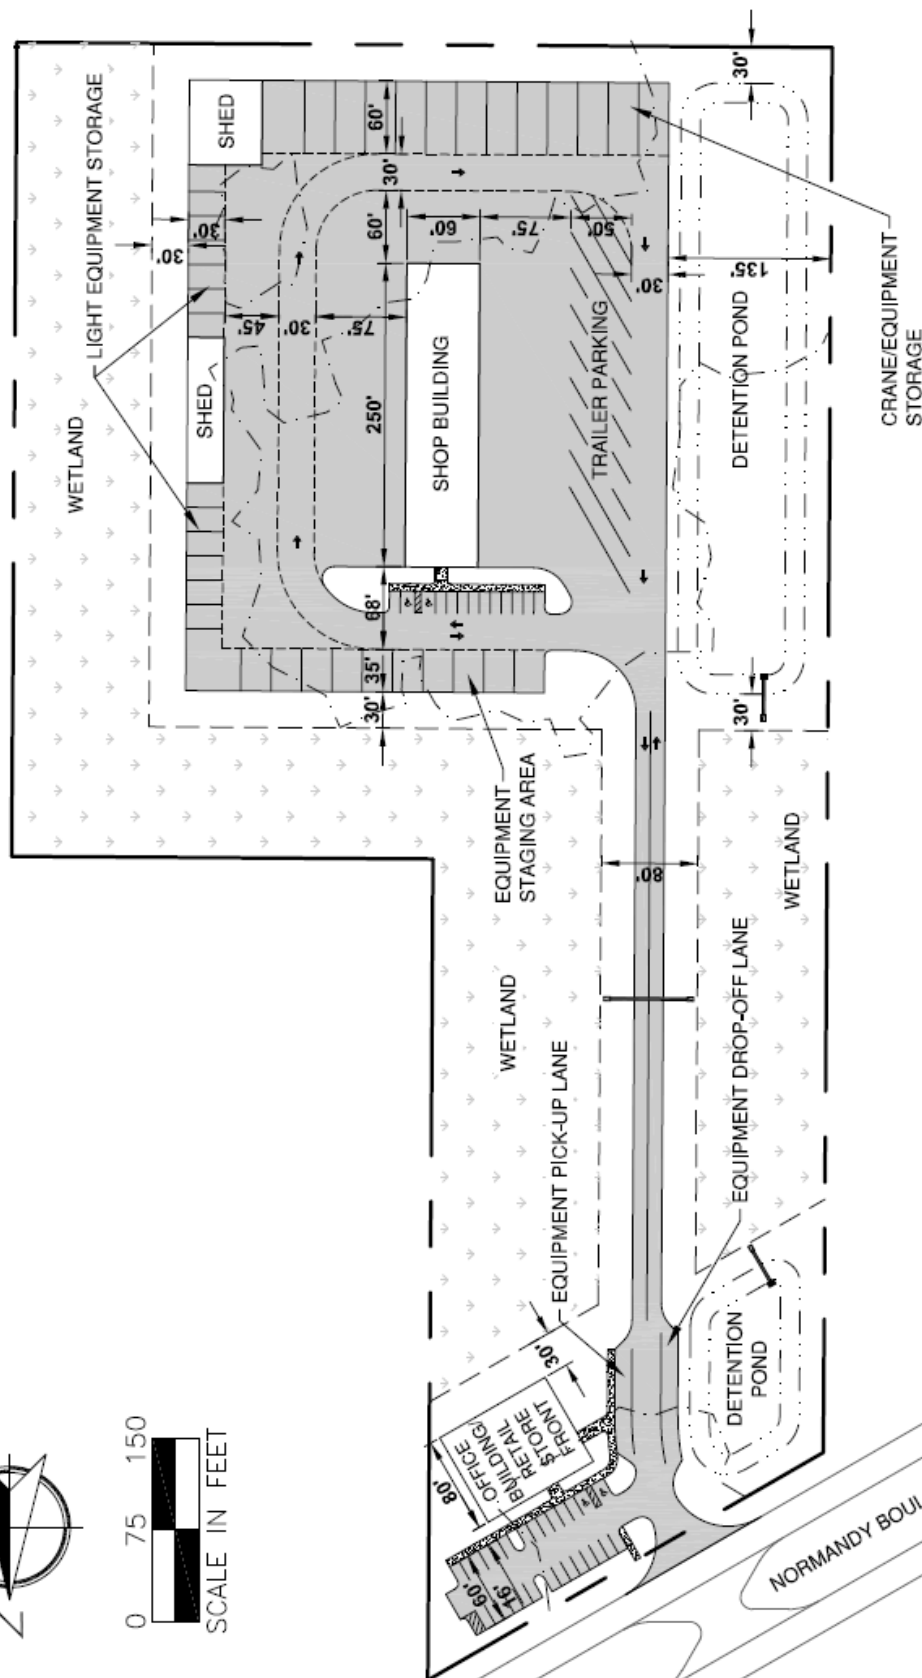 WETLAND
LIGHT EQUIPMENT STORAGE
SHED
SHED
30'
30'
45'
30'
75'
60'
30'
60'
60'
75'
50'
30'
30'
135'
250'
SHOP BUILDING
TRAILER PARKING
DETENTION POND
CRANE/EQUIPMENT
STORAGE
68'
35'
30'
30'
EQUIPMENT
STAGING AREA
80'
WETLAND
WETLAND
EQUIPMENT PICK-UP LANE
EQUIPMENT DROP-OFF LANE
30'
OFFICE
BUILDING/
RETAIL
STORE
FRONT
80'
60'
16'
DETENTION
POND
NORMANDY BOUL
0 75 150
SCALE IN FEET